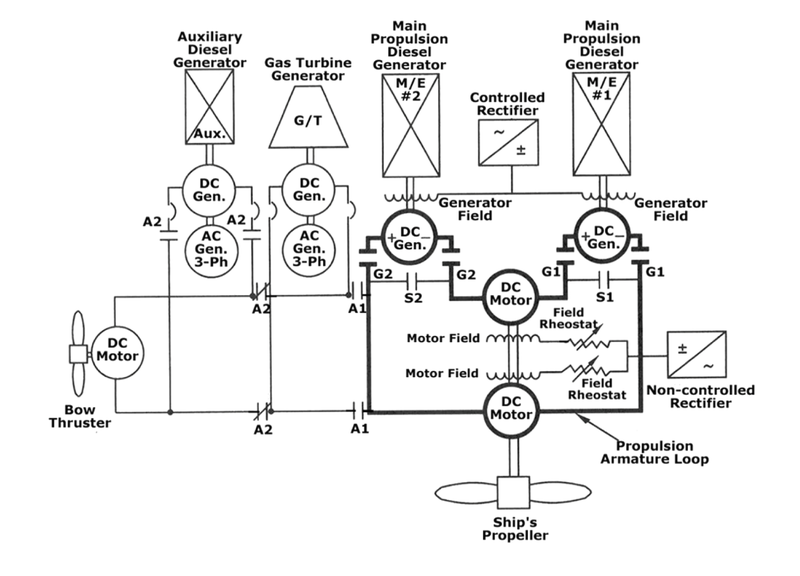 Auxiliary
Diesel
Generator
Gas Turbine
Generator
Main
Propulsion
Diesel
Generator
Main
Propulsion
Diesel
Generator
M/E
#2
M/E
#1
Controlled
Rectifier
~
±
Aux.
G/T
DC
Gen.
DC
Gen.
Generator
Field
Generator
Field
A2
A2
AC
Gen.
3-Ph
AC
Gen.
3-Ph
+ DC −
Gen.
+ DC −
Gen.
G2
G2
G1
G1
S2
S1
DC
Motor
A2
A1
Field
Rheostat
Motor Field
Motor Field
Field
Rheostat
±
~
Non-controlled
Rectifier
DC
Motor
Bow
Thruster
DC
Motor
A2
A1
Propulsion
Armature Loop
Ship's
Propeller